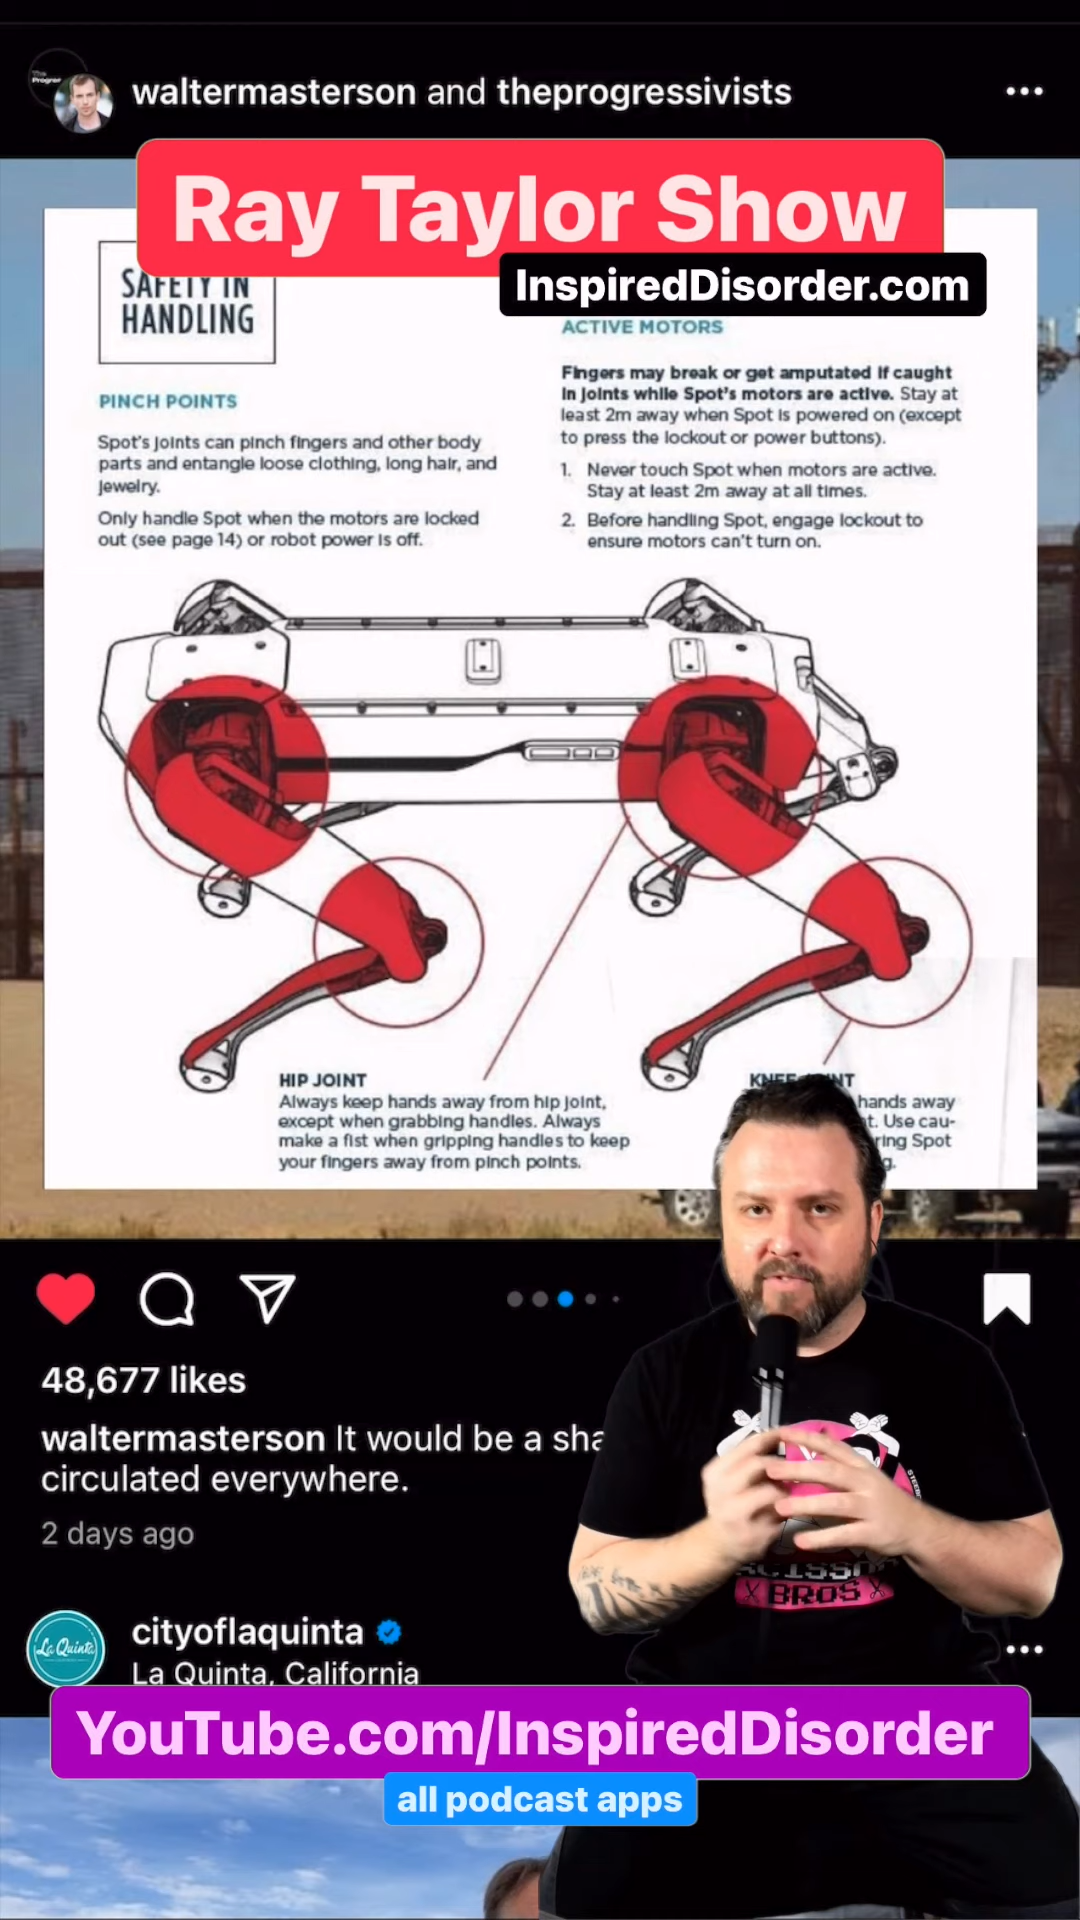 waltermasterson and theprogressivists
Ray Taylor Show
InspiredDisorder.com
SAFETY IN
HANDLING
PINCH POINTS
Spot's joints can pinch fingers and other body
parts and entangle loose clothing, long hair, and
jewelry.
Only handle Spot when the motors are locked
out (see page 14) or robot power is off.
ACTIVE MOTORS
Fingers may break or get amputated if caught
in joints while Spot's motors are active. Stay at
least 2m away when Spot is powered on (except
to press the lockout or power buttons).
1. Never touch Spot when motors are active.
Stay at least 2m away at all times.
2. Before handling Spot, engage lockout to
ensure motors can't turn on.
HIP JOINT
Always keep hands away from hip joint,
except when grabbing handles. Always
make a fist when gripping handles to keep
your fingers away from pinch points.
hands away
Use cau-
ring Spot
48,677 likes
waltermasterson It would be a sha
circulated everywhere.
2 days ago
BROS
cityoflaquinta
La Quinta
La Quinta, California
YouTube.com/InspiredDisorder
all podcast apps